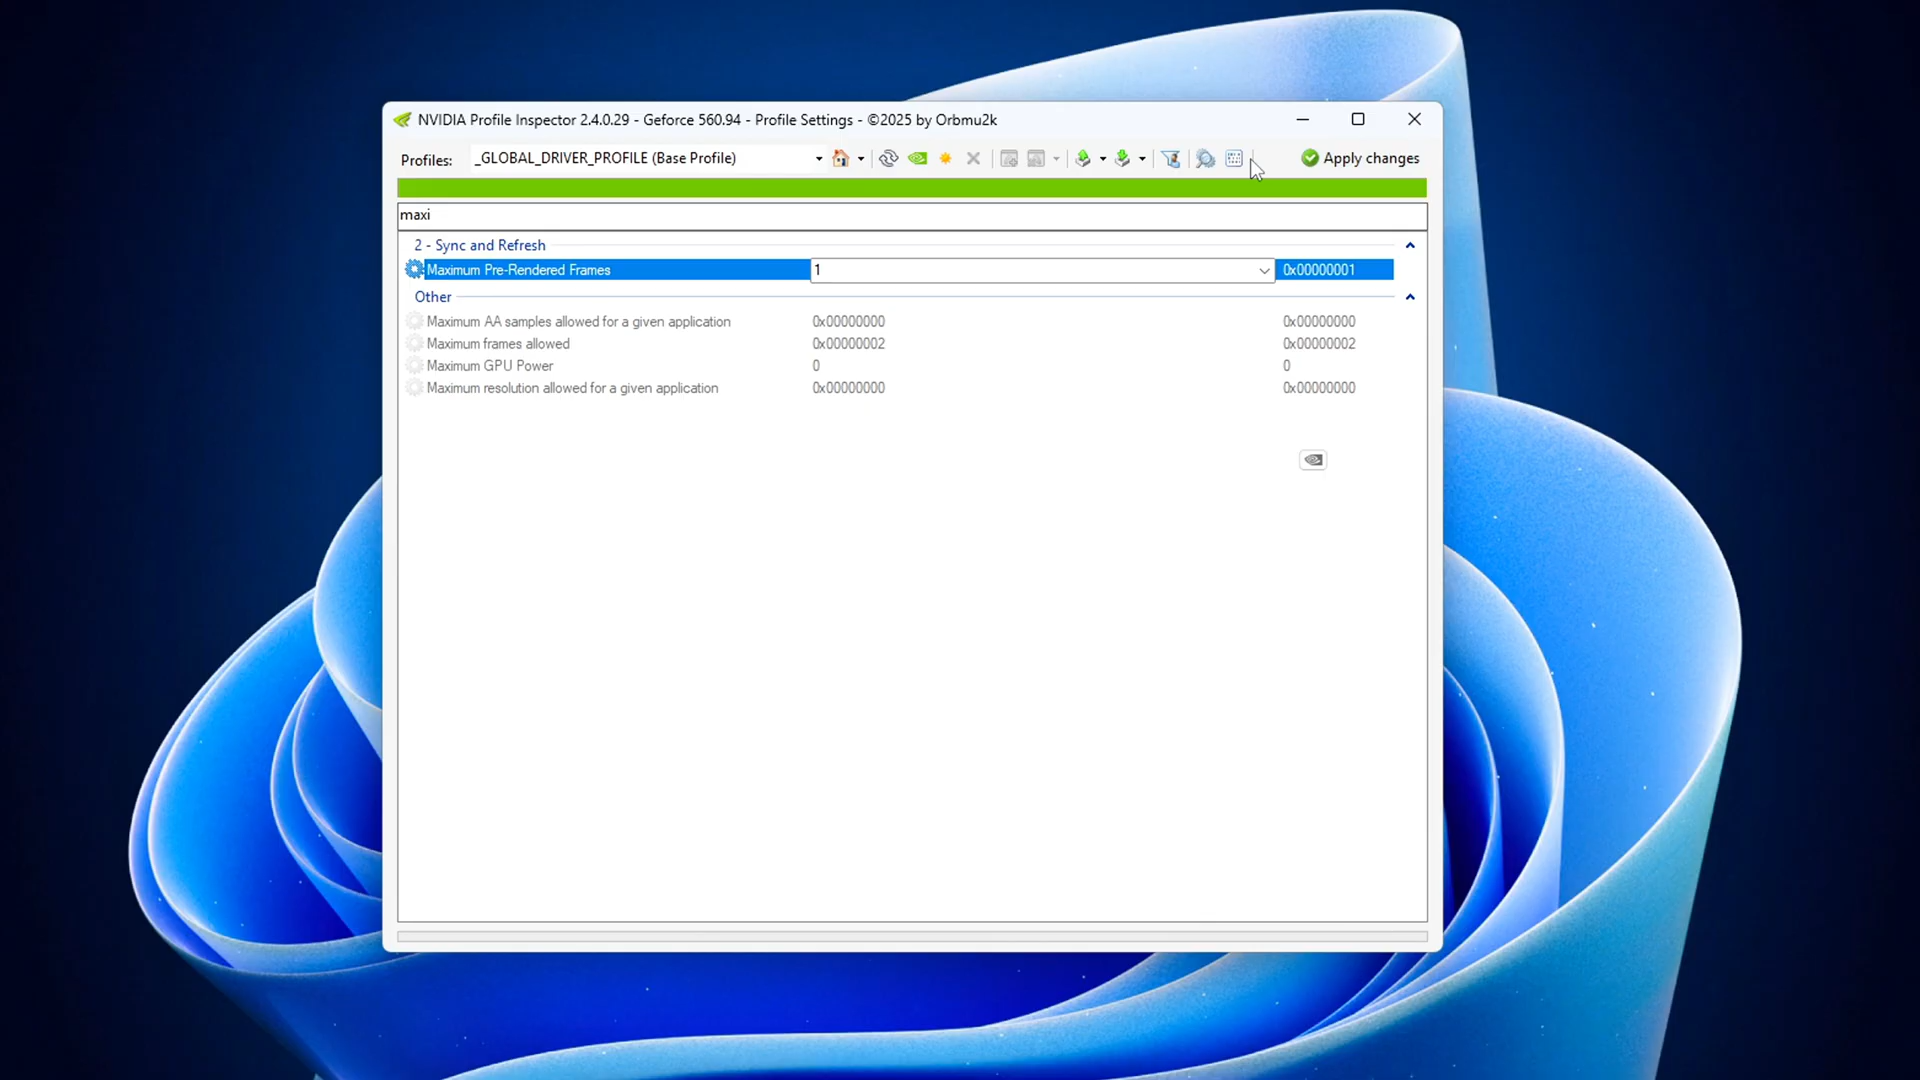 NVIDIA Profile Inspector 2.4.0.29 - Geforce 560.94 - Profile Settings - ©2025 by Orbmu2k
Profiles: _GLOBAL_DRIVER_PROFILE (Base Profile) Apply changes
maxi
2 - Sync and Refresh
Maximum Pre-Rendered Frames 1 0x00000001
Other
Maximum AA samples allowed for a given application 0x00000000 0x00000000
Maximum frames allowed 0x00000002 0x00000002
Maximum GPU Power 0 0
Maximum resolution allowed for a given application 0x00000000 0x00000000